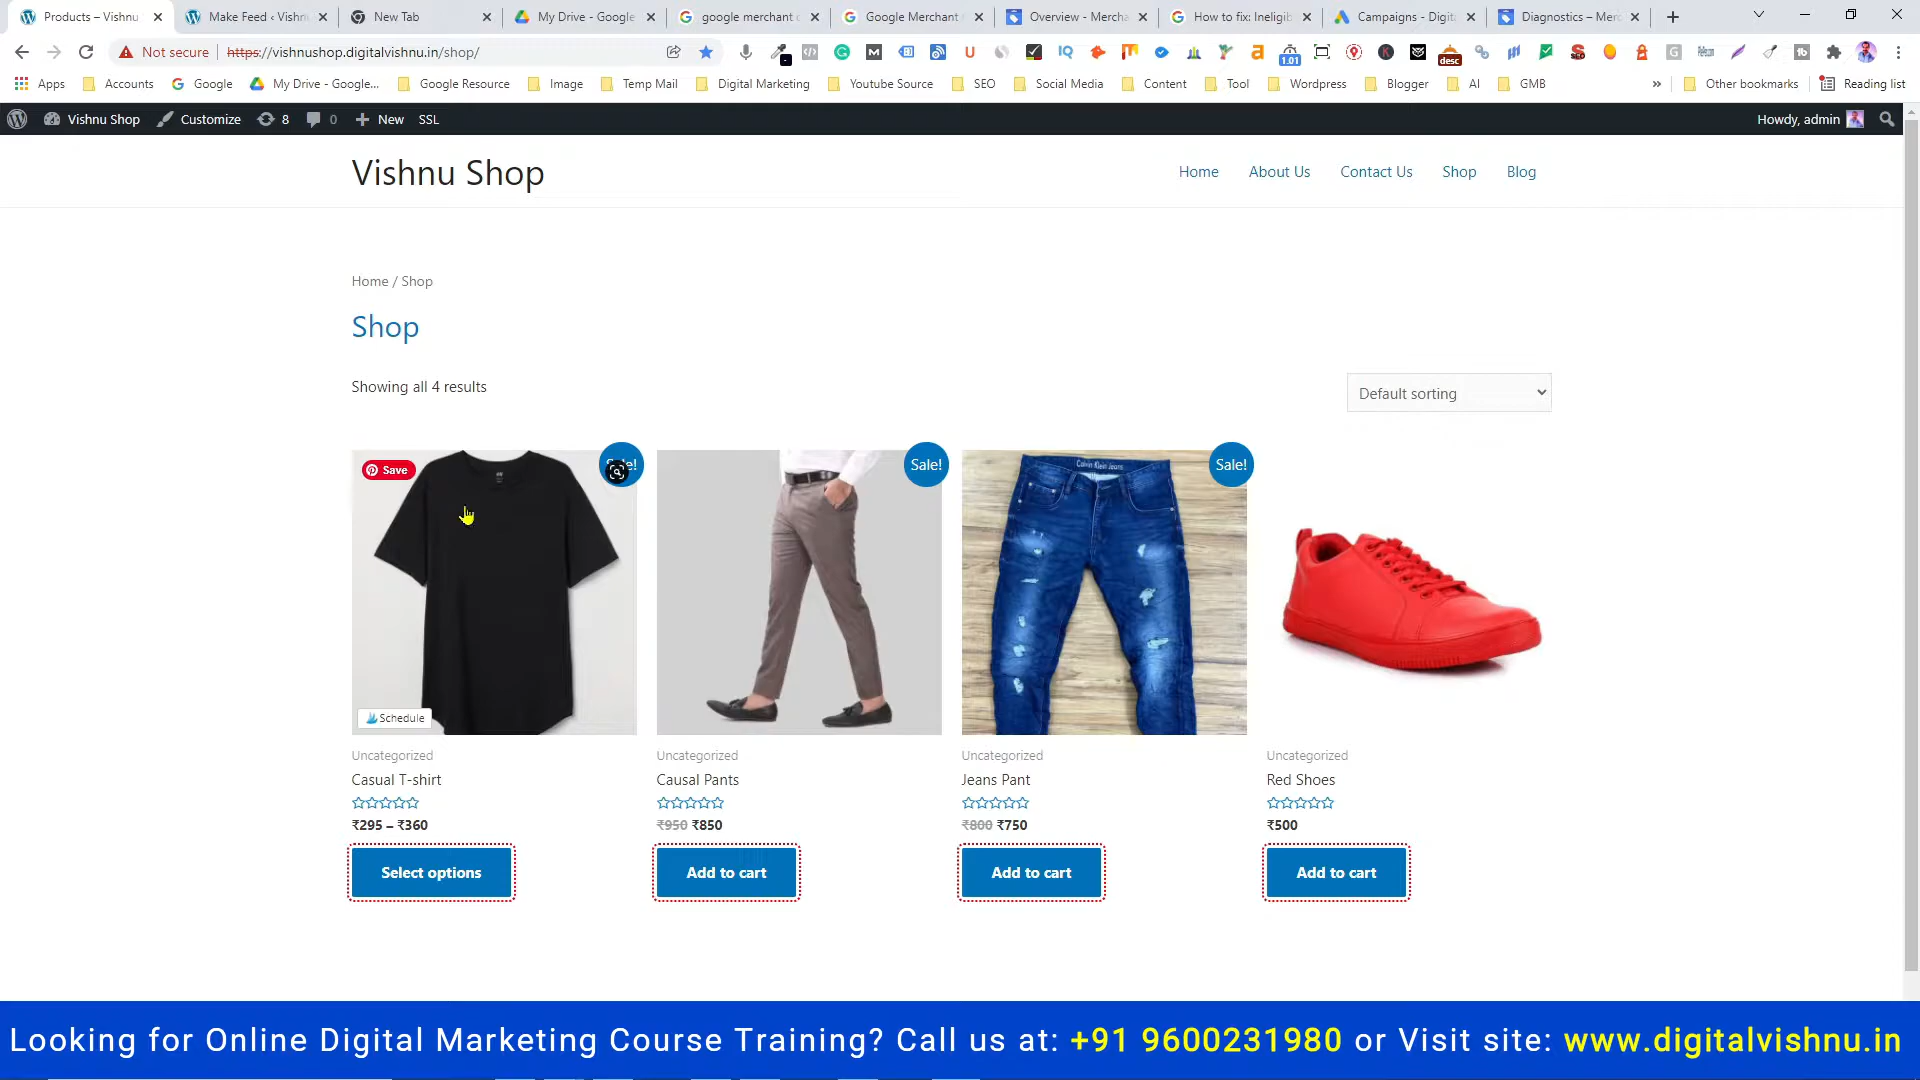 Products – Vishnu
Make Feed ‹ Vishn
New Tab
My Drive - Google
google merchant c
Google Merchant
Overview - Mercha
How to fix: Ineligib
Campaigns - Digit
Diagnostics – Merc
Not secure
https://vishnushop.digitalvishnu.in/shop/
1.01
desc
Apps
Accounts
Google
My Drive - Google...
Google Resource
Image
Temp Mail
Digital Marketing
Youtube Source
SEO
Social Media
Content
Tool
Wordpress
Blogger
AI
GMB
»
Other bookmarks
Reading list
Vishnu Shop
Customize
8
0
New
SSL
Howdy, admin
Vishnu Shop
Home
About Us
Contact Us
Shop
Blog
Home / Shop
Shop
Showing all 4 results
Default sorting
Save
Sale!
Sale!
Calvin Klein Jeans
Sale!
Schedule
Uncategorized
Casual T-shirt
₹295 – ₹360
Select options
Uncategorized
Causal Pants
₹950 ₹850
Add to cart
Uncategorized
Jeans Pant
₹800 ₹750
Add to cart
Uncategorized
Red Shoes
₹500
Add to cart
Looking for Online Digital Marketing Course Training? Call us at: +91 9600231980 or Visit site: www.digitalvishnu.in